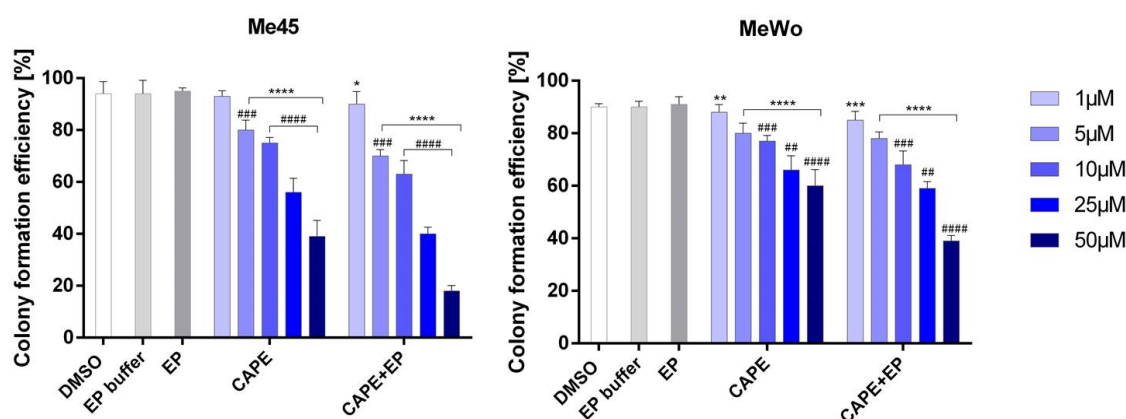 Me45
Colony formation efficiency [%]
100
80
60
40
20
0
DMSO
EP buffer
EP
CAPE
CAPE+EP
###
****
####
*
###
****
####
MeWo
Colony formation efficiency [%]
100
80
60
40
20
0
DMSO
EP buffer
EP
CAPE
CAPE+EP
**
****
###
##
####
***
****
###
##
####
1µM
5µM
10µM
25µM
50µM